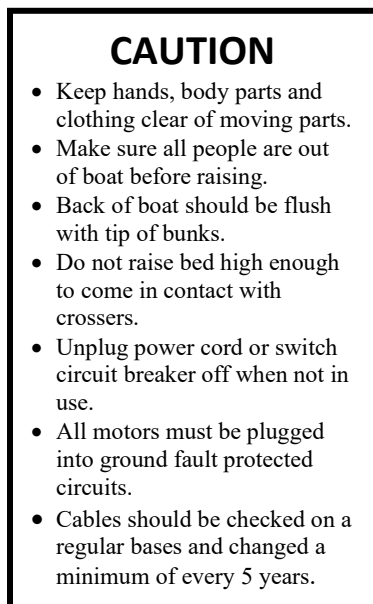 CAUTION
• Keep hands, body parts and
clothing clear of moving parts.
• Make sure all people are out
of boat before raising.
• Back of boat should be flush
with tip of bunks.
• Do not raise bed high enough
to come in contact with
crossers.
• Unplug power cord or switch
circuit breaker off when not in
use.
• All motors must be plugged
into ground fault protected
circuits.
• Cables should be checked on a
regular bases and changed a
minimum of every 5 years.